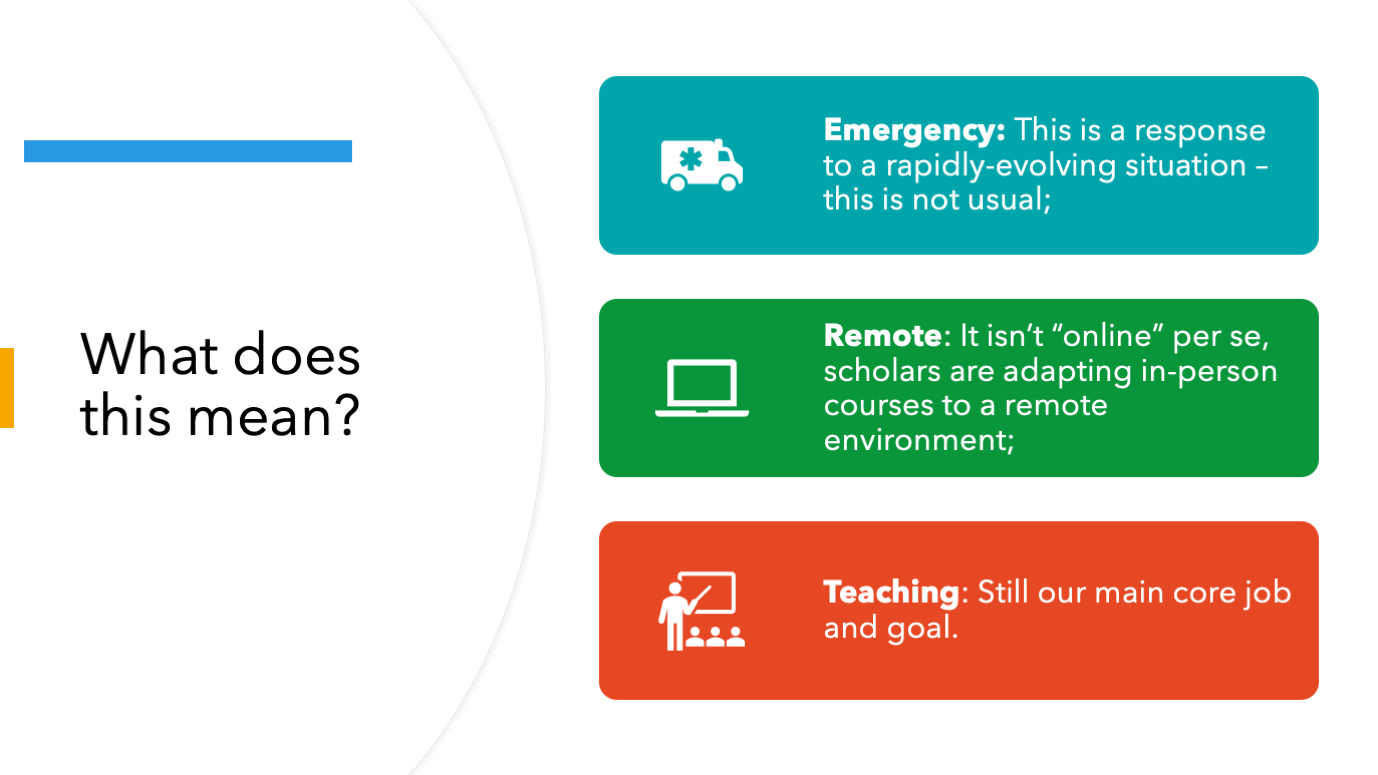 What does
this mean?
Emergency: This is a response
to a rapidly-evolving situation –
this is not usual;
Remote: It isn’t “online” per se,
scholars are adapting in-person
courses to a remote
environment;
Teaching: Still our main core job
and goal.